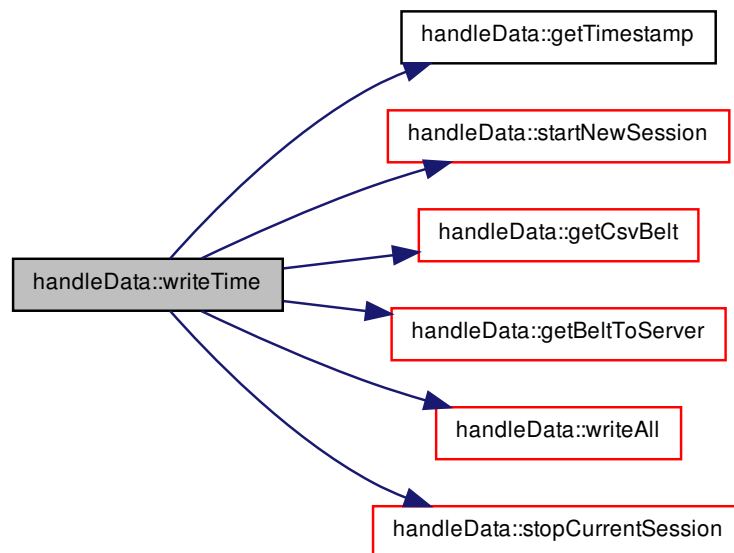 handleData::getTimestamp
handleData::startNewSession
handleData::getCsvBelt
handleData::writeTime
handleData::getBeltToServer
handleData::writeAll
handleData::stopCurrentSession